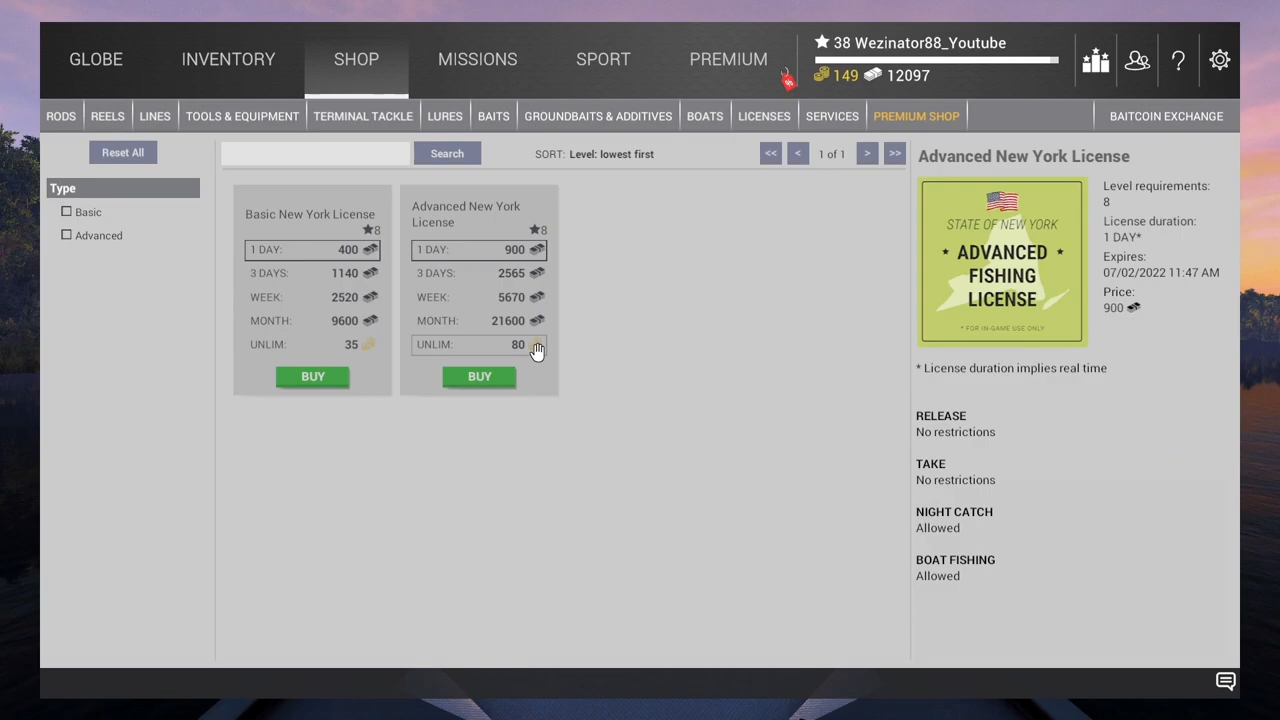 GLOBE INVENTORY SHOP MISSIONS SPORT PREMIUM
38 Wezinator88_Youtube
149 12097
?
%
RODS REELS LINES TOOLS & EQUIPMENT TERMINAL TACKLE LURES BAITS GROUNDBAITS & ADDITIVES BOATS LICENSES SERVICES PREMIUM SHOP BAITCOIN EXCHANGE
Reset All
Type
Basic
Advanced
Search
SORT: Level: lowest first
<< < 1 of 1 > >>
Basic New York License
8
1 DAY: 400
3 DAYS: 1140
WEEK: 2520
MONTH: 9600
UNLIM: 35
BUY
Advanced New York
License
8
1 DAY: 900
3 DAYS: 2565
WEEK: 5670
MONTH: 21600
UNLIM: 80
BUY
Advanced New York License
STATE OF NEW YORK
ADVANCED
FISHING
LICENSE
* FOR IN-GAME USE ONLY
Level requirements:
8
License duration:
1 DAY*
Expires:
07/02/2022 11:47 AM
Price:
900
* License duration implies real time
RELEASE
No restrictions
TAKE
No restrictions
NIGHT CATCH
Allowed
BOAT FISHING
Allowed